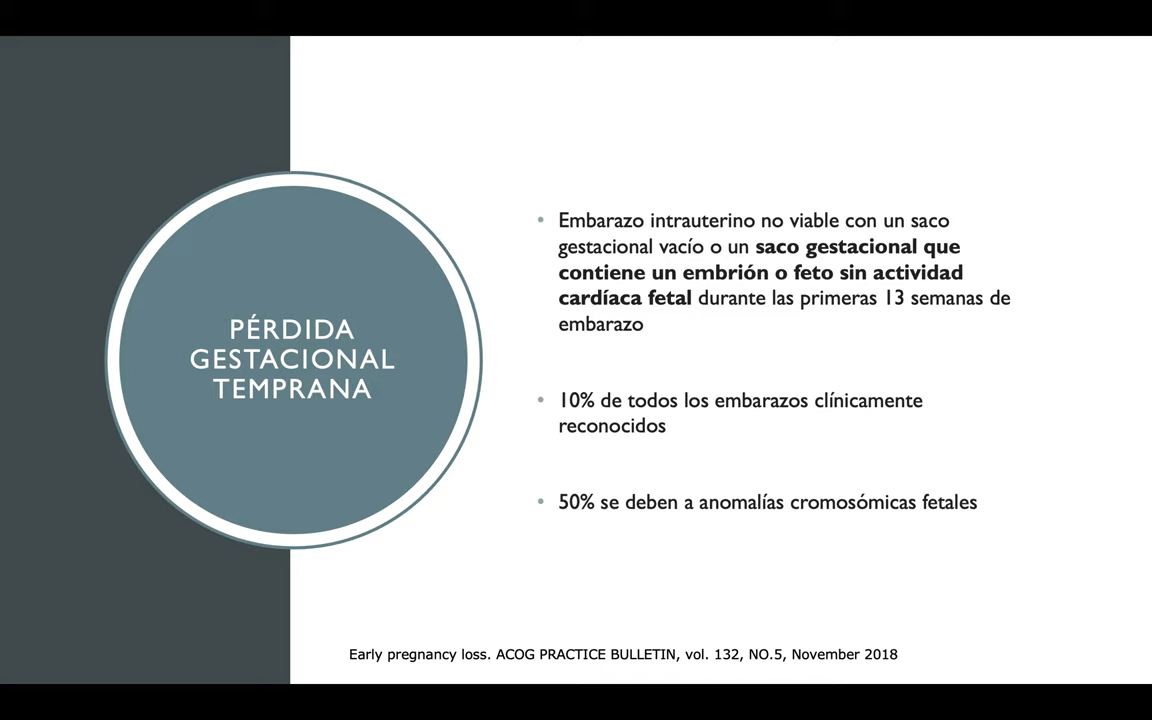 PÉRDIDA
GESTACIONAL
TEMPRANA
• Embarazo intrauterino no viable con un saco
gestacional vacío o un saco gestacional que
contiene un embrión o feto sin actividad
cardíaca fetal durante las primeras 13 semanas de
embarazo
• 10% de todos los embarazos clínicamente
reconocidos
• 50% se deben a anomalías cromosómicas fetales
Early pregnancy loss. ACOG PRACTICE BULLETIN, vol. 132, NO.5, November 2018